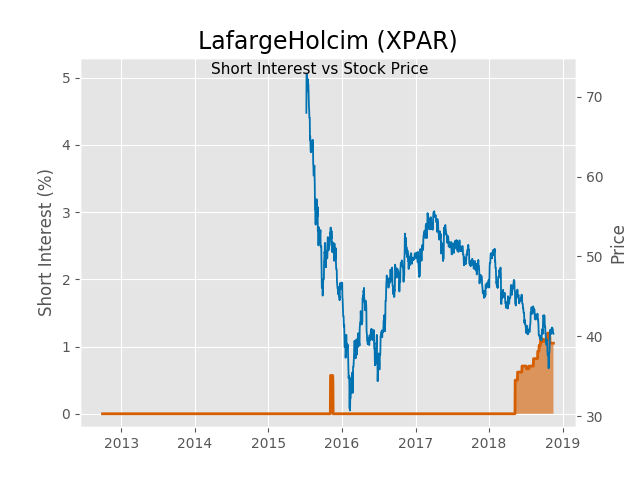 LafargeHolcim (XPAR)
Short Interest vs Stock Price
Short Interest (%)
5
4
3
2
1
0
70
60
50
40
30
Price
2013 2014 2015 2016 2017 2018 2019